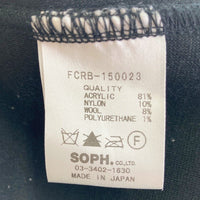 FCRB-150023
QUALITY
ACRYLIC 81%
NYLON 10%
WOOL 8%
POLYURETHANE 1%
SOPH.CO.,LTD.
03-3402-1630
MADE IN JAPAN